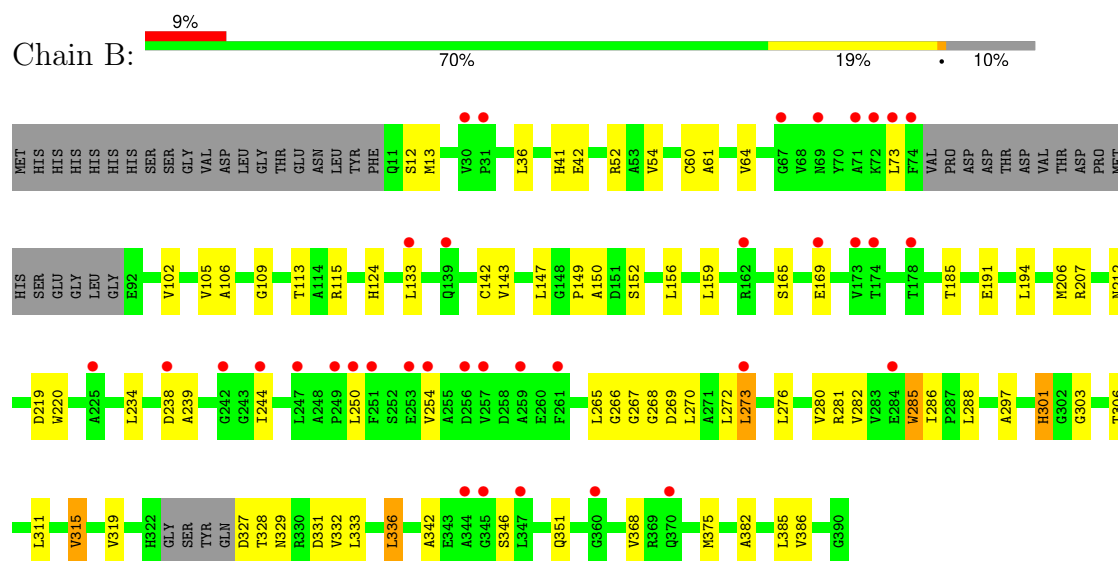 9%
Chain B:
70% 19% • 10%
MET HIS HIS HIS HIS HIS HIS SER SER GLY VAL ASP LEU GLY THR GLU ASN LEU TYR PHE Q11 S12 M13 V30 P31 L36 H41 E42 R52 A53 V54 C60 A61 V64 G67 V68 N69 Y70 A71 K72 L73 F74 VAL PRO ASP ASP THR ASP VAL THR ASP PRO MET
HIS SER GLU GLY LEU GLY E92 V102 V105 A106 G109 T113 A114 R115 H124 L133 Q139 C142 V143 L147 G148 P149 A150 D151 S152 L156 L159 R162 S165 E169 V173 T174 T178 T185 E191 L194 M206 R207 N212
D219 W220 A225 L234 D238 A239 G242 G243 I244 L247 A248 P249 L250 F251 S252 E253 V254 A255 D256 V257 D258 A259 E260 F261 L265 G266 G267 G268 D269 L270 A271 L272 L273 L276 V280 R281 V282 V283 E284 W285 I286 P287 L288 A297 H301 G302 G303 T306
L311 V315 V319 H322 GLY SER TYR GLN D327 T328 N329 R330 D331 V332 L333 L336 A342 E343 A344 G345 S346 L347 Q351 G360 V368 R369 Q370 M375 A382 L385 V386 G390